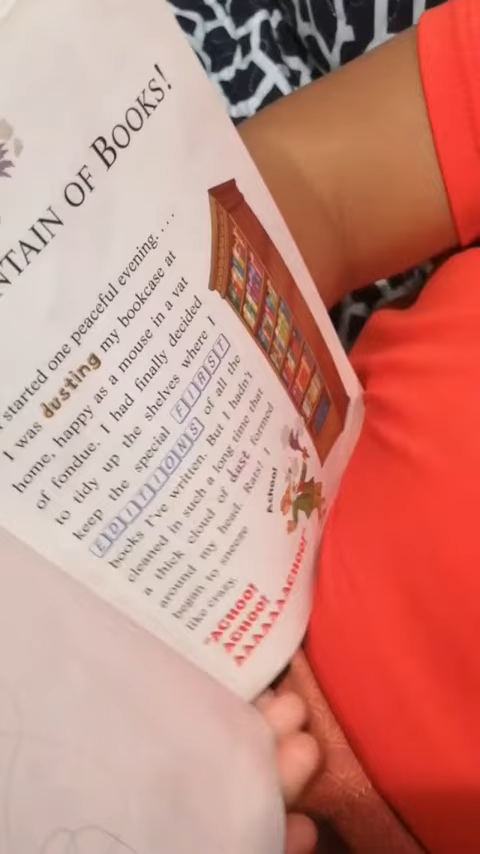 NTAIN OF BOOKS!
started one peaceful evening. . . .
I was dusting my bookcase at
home, happy as a mouse in a vat
of fondue. I had finally decided
to tidy up the shelves where I
keep the special FIRST
EDITIONS of all the
books I've written. But I hadn't
cleaned in such a long time that
a thick cloud of dust formed
around my head. Rats! I
began to sneeze
like crazy.
Achoo!
"ACHOO!
ACHOO!
AAAAAAAACHOO!"